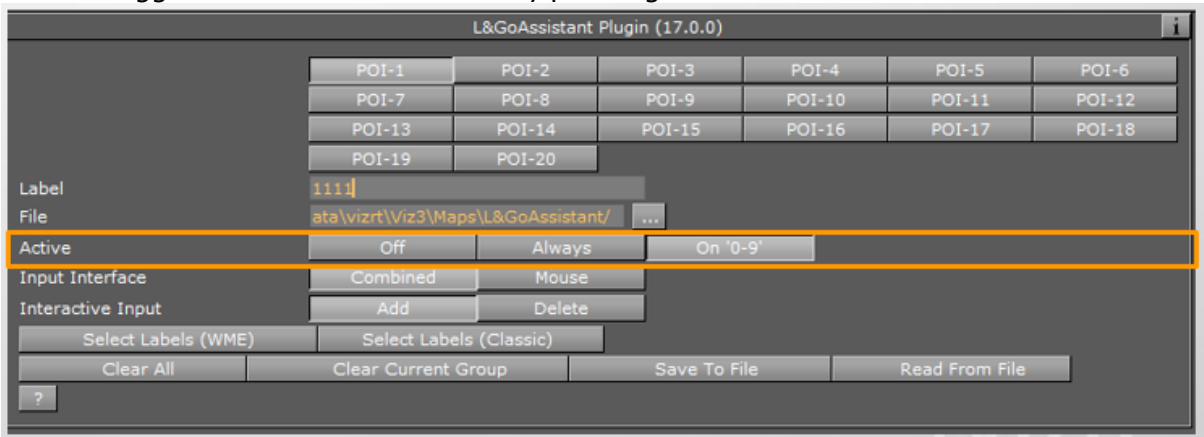 L&GoAssistant Plugin (17.0.0) i
POI-1 POI-2 POI-3 POI-4 POI-5 POI-6
POI-7 POI-8 POI-9 POI-10 POI-11 POI-12
POI-13 POI-14 POI-15 POI-16 POI-17 POI-18
POI-19 POI-20
Label 1111
File ata\vizrt\Viz3\Maps\L&GoAssistant/ ...
Active Off Always On '0-9'
Input Interface Combined Mouse
Interactive Input Add Delete
Select Labels (WME) Select Labels (Classic)
Clear All Clear Current Group Save To File Read From File
?